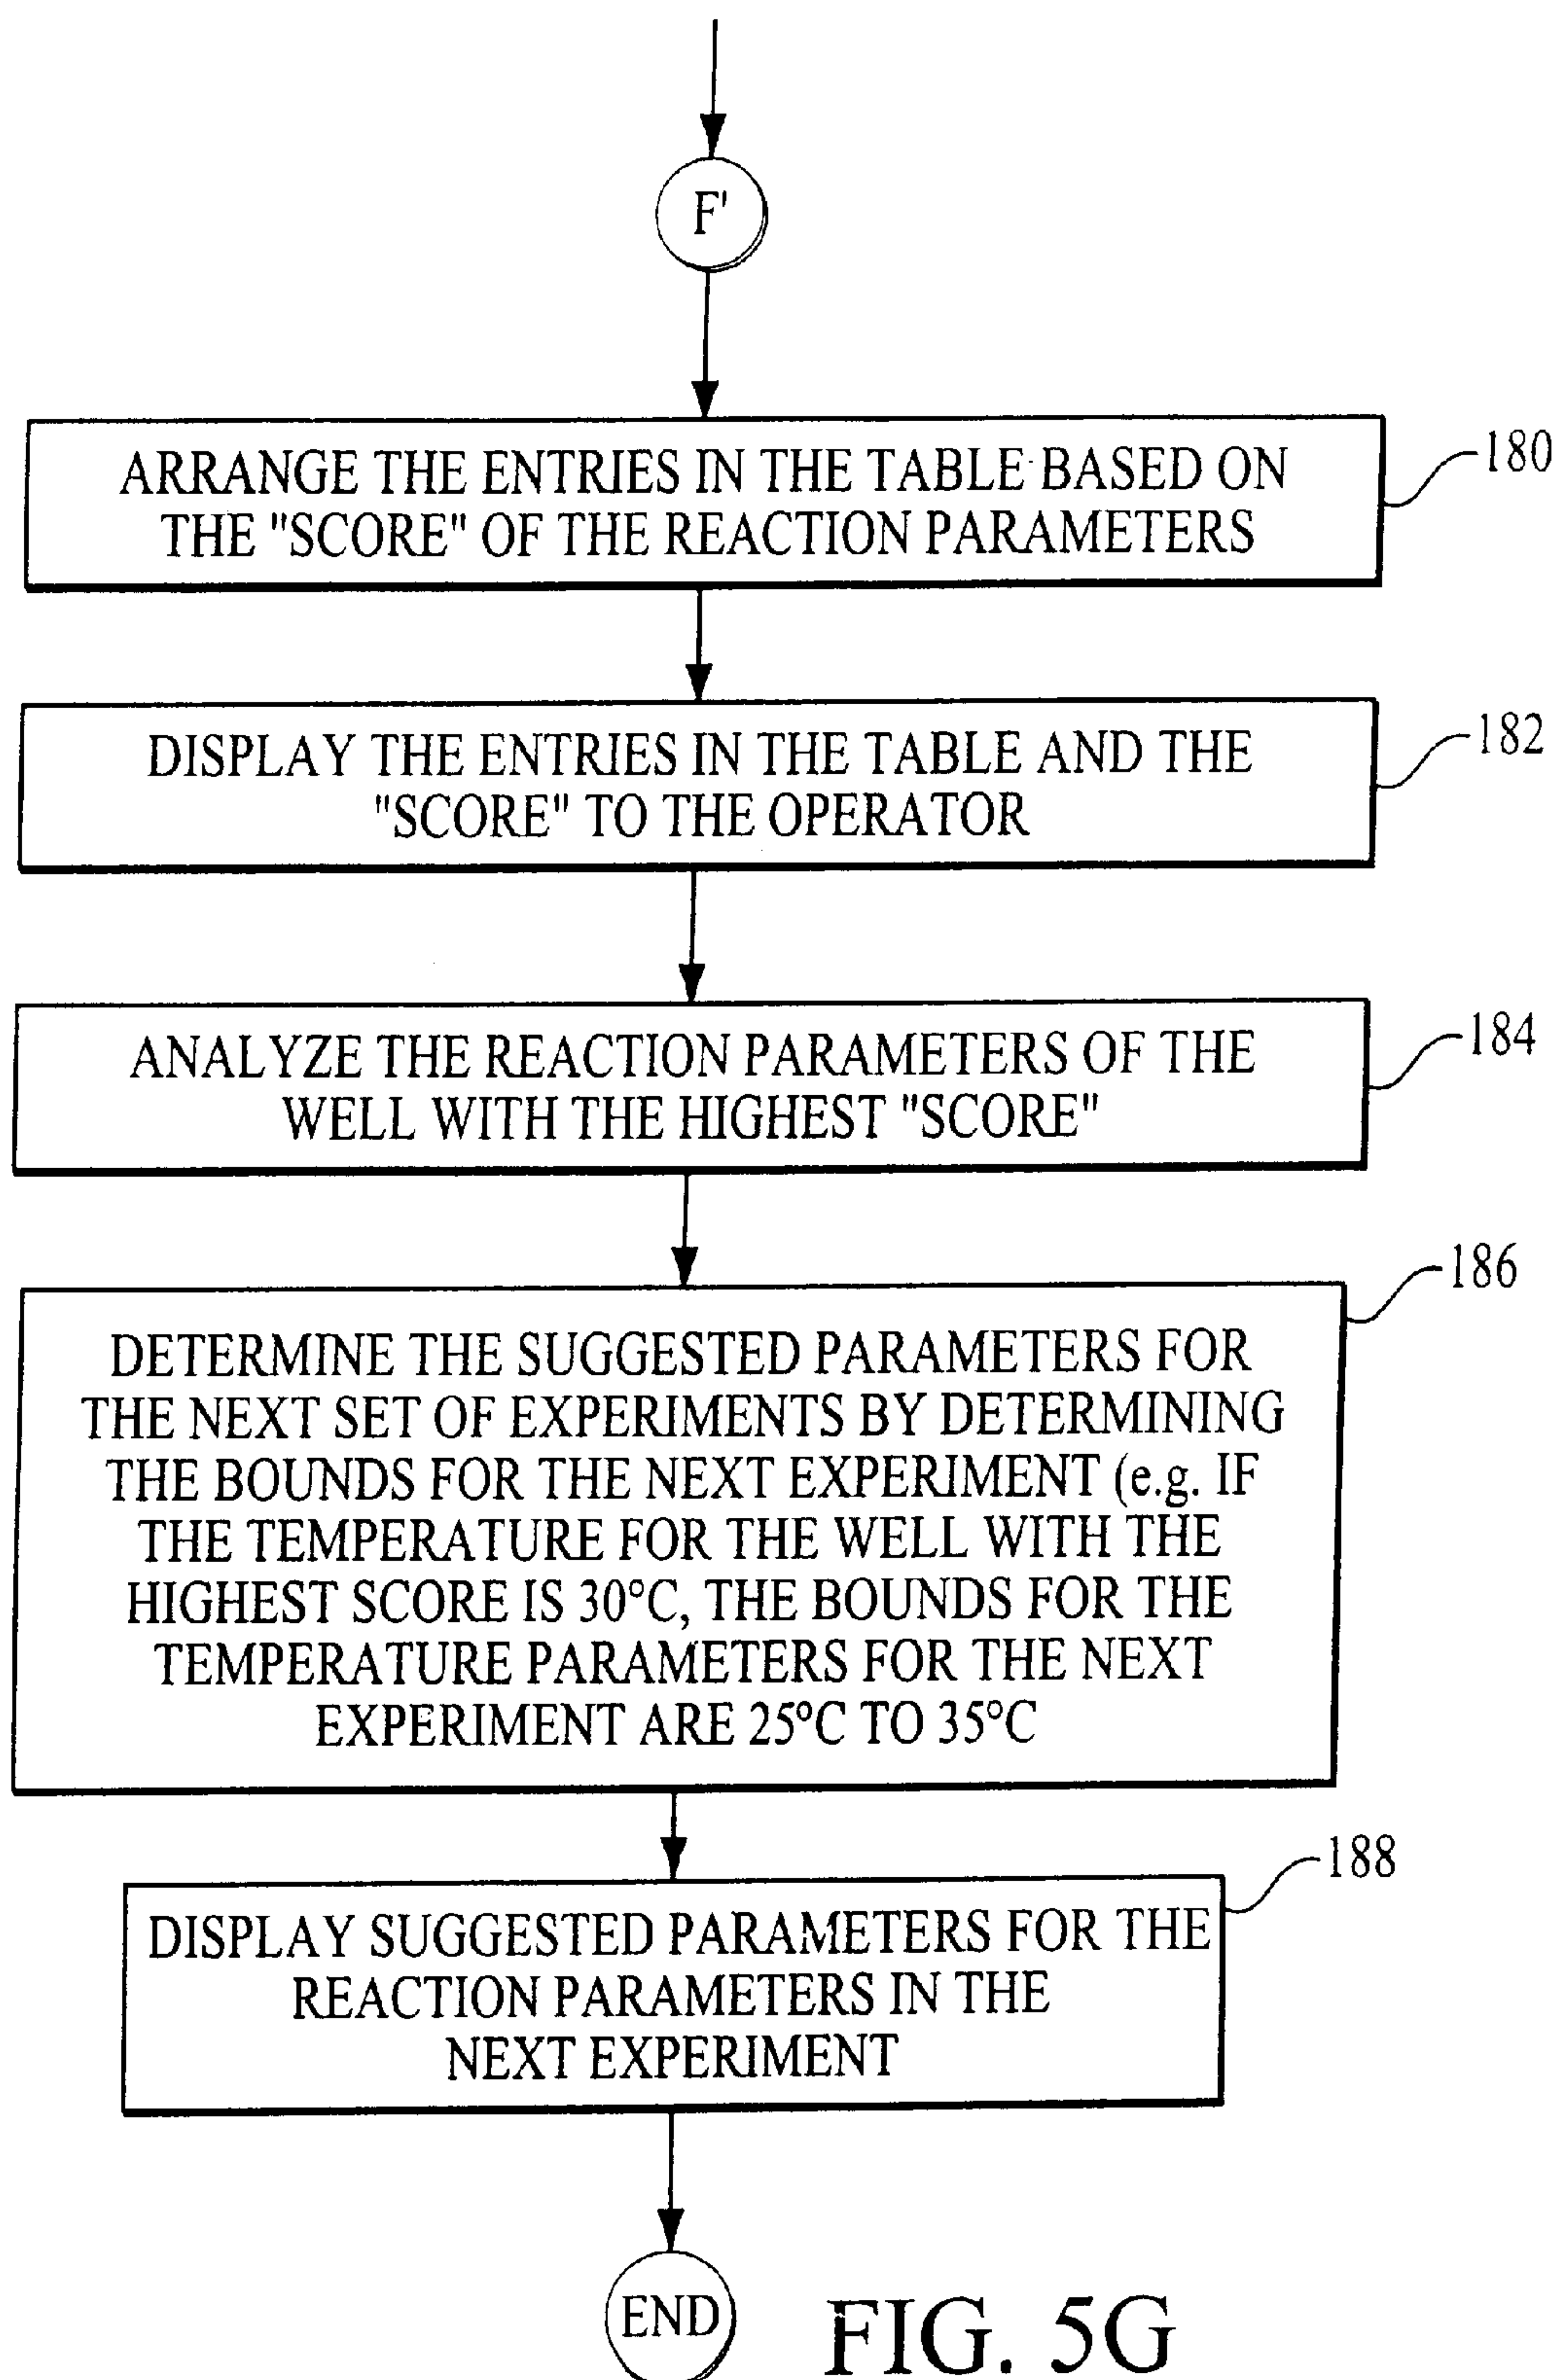 F'
ARRANGE THE ENTRIES IN THE TABLE BASED ON
THE "SCORE" OF THE REACTION PARAMETERS
180
DISPLAY THE ENTRIES IN THE TABLE AND THE
"SCORE" TO THE OPERATOR
182
ANALYZE THE REACTION PARAMETERS OF THE
WELL WITH THE HIGHEST "SCORE"
184
DETERMINE THE SUGGESTED PARAMETERS FOR
THE NEXT SET OF EXPERIMENTS BY DETERMINING
THE BOUNDS FOR THE NEXT EXPERIMENT (e.g. IF
THE TEMPERATURE FOR THE WELL WITH THE
HIGHEST SCORE IS 30°C, THE BOUNDS FOR THE
TEMPERATURE PARAMETERS FOR THE NEXT
EXPERIMENT ARE 25°C TO 35°C
186
DISPLAY SUGGESTED PARAMETERS FOR THE
REACTION PARAMETERS IN THE
NEXT EXPERIMENT
188
END
FIG. 5G